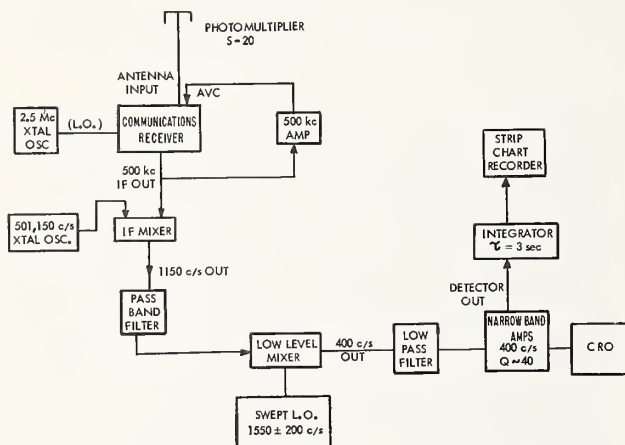 PHOTOMULTIPLIER
S-20
ANTENNA
INPUT
AVC
2.5 Mc
XTAL
OSC
(L.O.)
COMMUNICATIONS
RECEIVER
500 kc
AMP
500 kc
IF OUT
STRIP
CHART
RECORDER
501,150 c/s
XTAL OSC.
IF MIXER
INTEGRATOR
τ = 3 sec
1150 c/s OUT
DETECTOR
OUT
PASS
BAND
FILTER
LOW LEVEL
MIXER
400 c/s
OUT
LOW
PASS
FILTER
NARROW BAND
AMPS
400 c/s
Q ~ 40
CRO
SWEPT L.O.
1550 ± 200 c/s